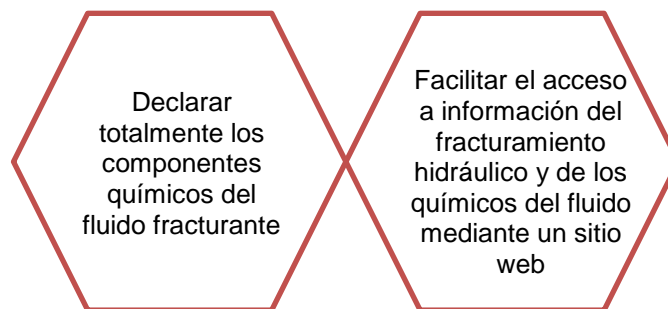 Declarar
totalmente los
componentes
químicos del
fluido fracturante
Facilitar el acceso
a información del
fracturamiento
hidráulico y de los
químicos del fluido
mediante un sitio
web